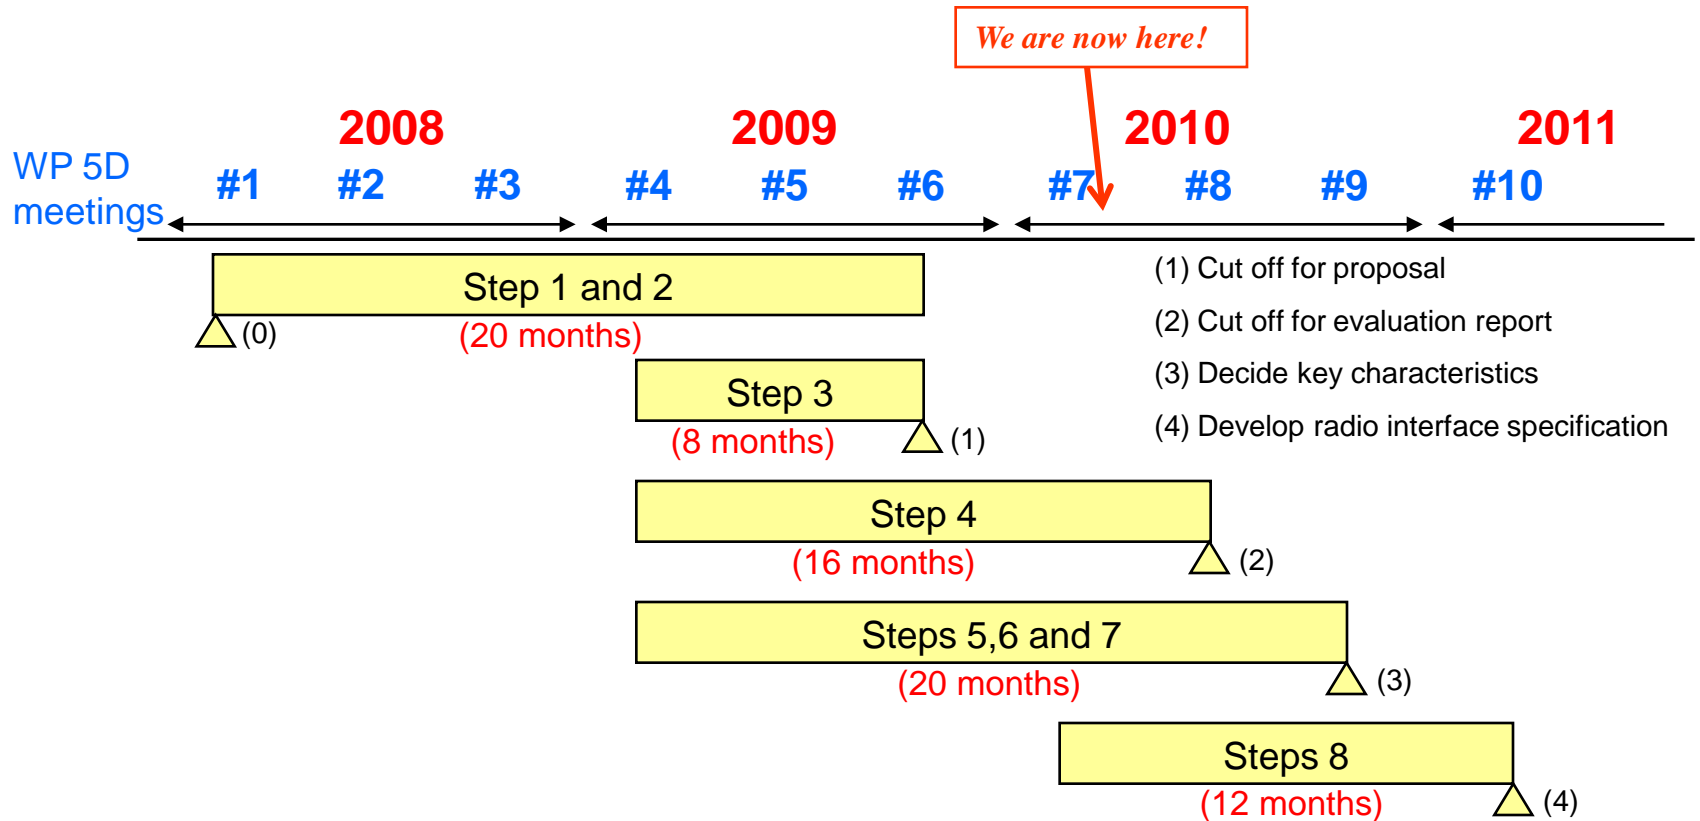 We are now here!
2008 2009 2010 2011
WP 5D
meetings
#1 #2 #3 #4 #5 #6 #7 #8 #9 #10
Step 1 and 2
(0)
(20 months)
(1) Cut off for proposal
(2) Cut off for evaluation report
(3) Decide key characteristics
(4) Develop radio interface specification
Step 3
(8 months)
(1)
Step 4
(16 months)
(2)
Steps 5,6 and 7
(20 months)
(3)
Steps 8
(12 months)
(4)